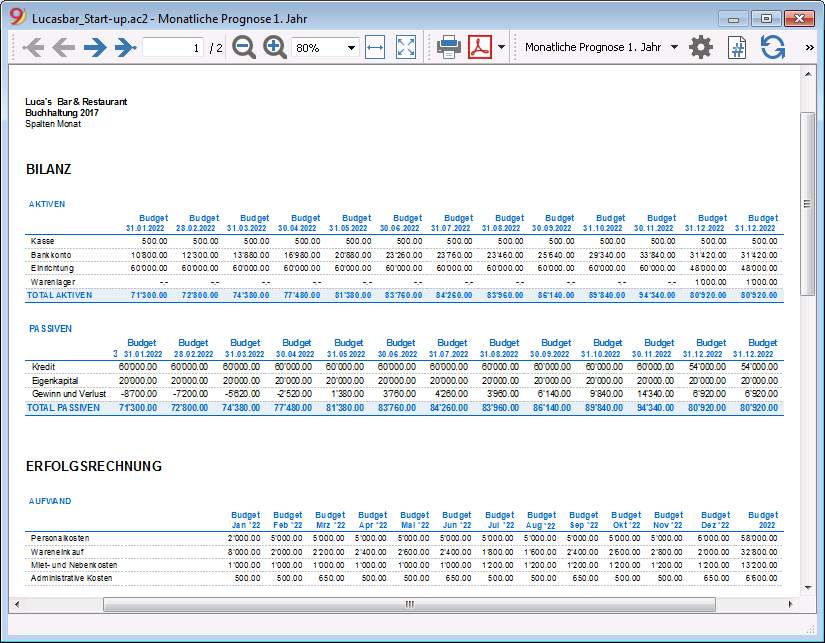 Lucasbar_Start-up.ac2 - Monatliche Prognose 1. Jahr
1 / 2 80% Monatliche Prognose 1. Jahr »
Luca's Bar & Restaurant
Buchhaltung 2017
Spalten Monat
BILANZ
AKTIVEN
Budget Budget Budget Budget Budget Budget Budget Budget Budget Budget Budget Budget Budget
31.01.2022 28.02.2022 31.03.2022 30.04.2022 31.05.2022 30.06.2022 31.07.2022 31.08.2022 30.09.2022 31.10.2022 30.11.2022 31.12.2022 31.12.2022
Kasse 500.00 500.00 500.00 500.00 500.00 500.00 500.00 500.00 500.00 500.00 500.00 500.00 500.00
Bankkonto 10'800.00 12'300.00 13'880.00 16'980.00 20'880.00 23'260.00 23'760.00 23'460.00 25'640.00 29'340.00 33'840.00 31'420.00 31'420.00
Einrichtung 60'000.00 60'000.00 60'000.00 60'000.00 60'000.00 60'000.00 60'000.00 60'000.00 60'000.00 60'000.00 60'000.00 48'000.00 48'000.00
Warenlager -.- -.- -.- -.- -.- -.- -.- -.- -.- -.- -.- 1'000.00 1'000.00
TOTAL AKTIVEN 71'300.00 72'800.00 74'380.00 77'480.00 81'380.00 83'760.00 84'260.00 83'960.00 86'140.00 89'840.00 94'340.00 80'920.00 80'920.00
PASSIVEN
Budget Budget Budget Budget Budget Budget Budget Budget Budget Budget Budget Budget Budget
3 31.01.2022 28.02.2022 31.03.2022 30.04.2022 31.05.2022 30.06.2022 31.07.2022 31.08.2022 30.09.2022 31.10.2022 30.11.2022 31.12.2022 31.12.2022
Kredit 60'000.00 60'000.00 60'000.00 60'000.00 60'000.00 60'000.00 60'000.00 60'000.00 60'000.00 60'000.00 60'000.00 54'000.00 54'000.00
Eigenkapital 20'000.00 20'000.00 20'000.00 20'000.00 20'000.00 20'000.00 20'000.00 20'000.00 20'000.00 20'000.00 20'000.00 20'000.00 20'000.00
Gewinn und Verlust -8'700.00 -7'200.00 -5'620.00 -2'520.00 1'380.00 3'760.00 4'260.00 3'960.00 6'140.00 9'840.00 14'340.00 6'920.00 6'920.00
TOTAL PASSIVEN 71'300.00 72'800.00 74'380.00 77'480.00 81'380.00 83'760.00 84'260.00 83'960.00 86'140.00 89'840.00 94'340.00 80'920.00 80'920.00
ERFOLGSRECHNUNG
AUFWAND
Budget Budget Budget Budget Budget Budget Budget Budget Budget Budget Budget Budget Budget
Jan '22 Feb '22 Mrz '22 Apr '22 Mai '22 Jun '22 Jul '22 Aug '22 Sep '22 Okt '22 Nov '22 Dez '22 2022
Personalkosten 2'000.00 5'000.00 5'000.00 5'000.00 5'000.00 5'000.00 5'000.00 5'000.00 5'000.00 5'000.00 5'000.00 6'000.00 58'000.00
Wareneinkauf 8'000.00 2'000.00 2'200.00 2'400.00 2'600.00 2'400.00 1'800.00 1'600.00 2'400.00 2'600.00 2'800.00 2'000.00 32'800.00
Miet- und Nebenkosten 1'000.00 1'000.00 1'000.00 1'000.00 1'000.00 1'000.00 1'200.00 1'200.00 1'200.00 1'200.00 1'200.00 1'200.00 13'200.00
Administrative Kosten 500.00 500.00 650.00 500.00 500.00 650.00 500.00 500.00 650.00 500.00 500.00 650.00 6'600.00